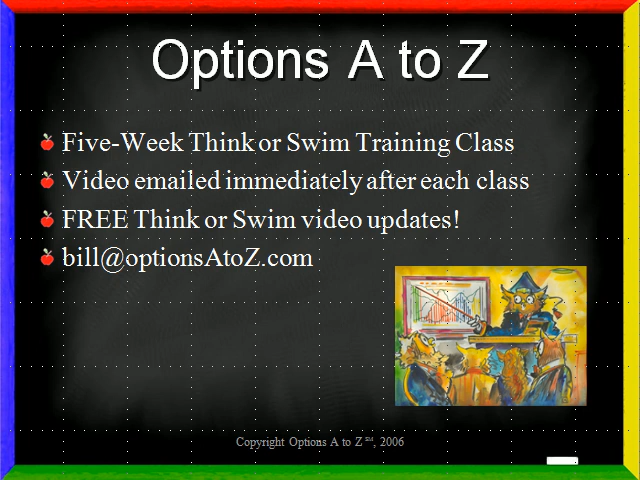 Options A to Z
Five-Week Think or Swim Training Class
Video emailed immediately after each class
FREE Think or Swim video updates!
bill@optionsAtoZ.com
Copyright Options A to Z ℠, 2006